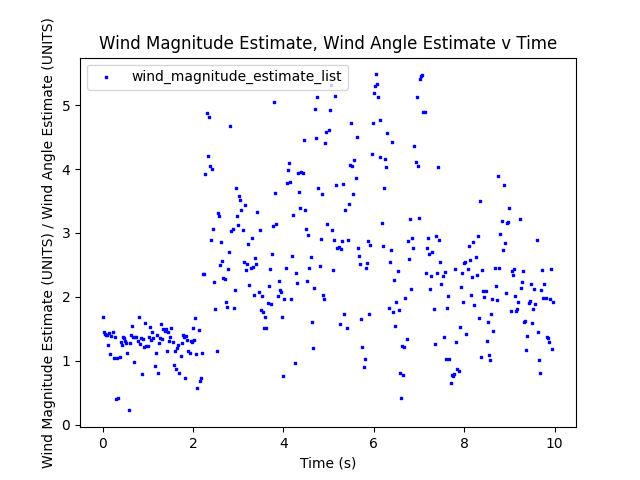 Wind Magnitude Estimate, Wind Angle Estimate v Time
wind_magnitude_estimate_list
Wind Magnitude Estimate (UNITS) / Wind Angle Estimate (UNITS)
5
4
3
2
1
0
0 2 4 6 8 10
Time (s)